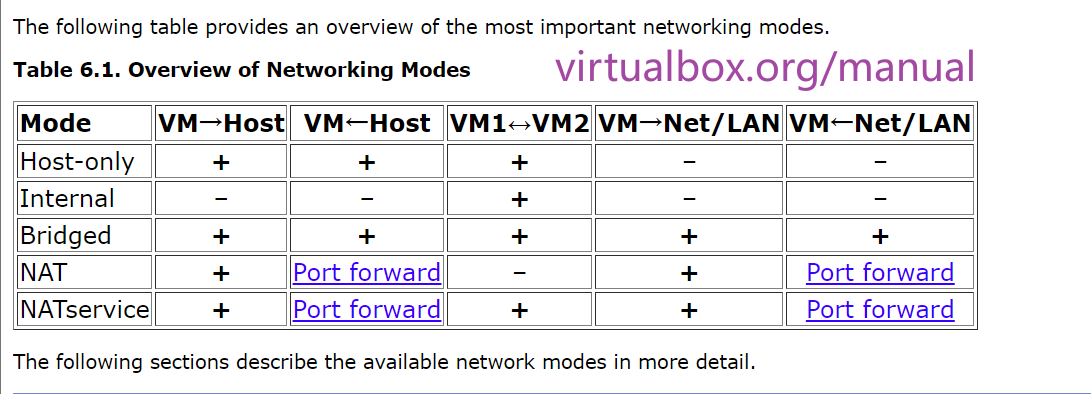 The following table provides an overview of the most important networking modes.
virtualbox.org/manual
Table 6.1. Overview of Networking Modes
Mode VM→Host VM←Host VM1↔VM2 VM→Net/LAN VM←Net/LAN
Host-only + + + – –
Internal – – + – –
Bridged + + + + +
NAT + Port forward – + Port forward
NATservice + Port forward + + Port forward
The following sections describe the available network modes in more detail.